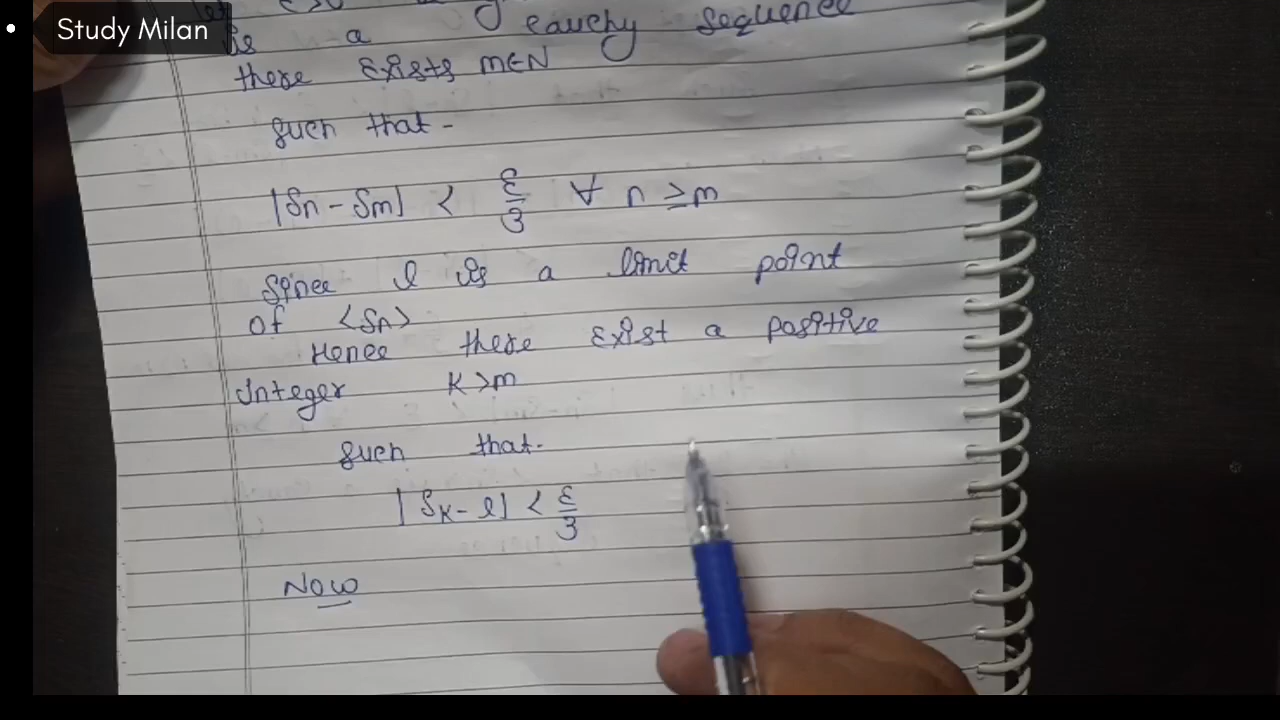 Study Milan
is a cauchy sequence
there exists m∈N
such that -
|Sn - Sm| < ε/3 ∀ n ≥ m
Since l is a limit point
of <Sn>
Hence there exist a positive
Integer K > m
such that -
|SK - l| < ε/3
Now